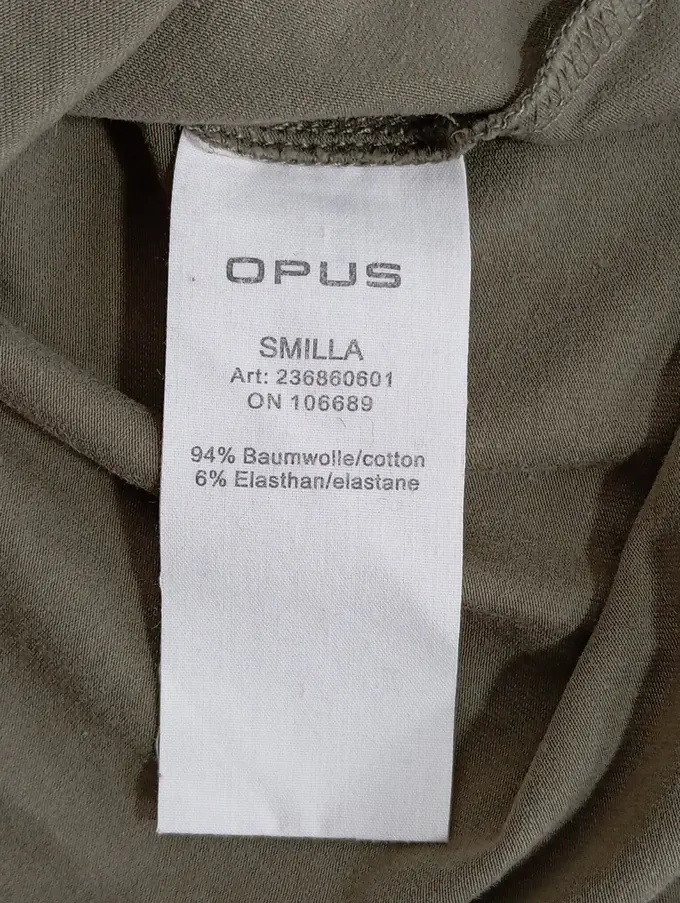 OPUS
SMILLA
Art: 236860601
ON 106689
94% Baumwolle/cotton
6% Elasthan/elastane